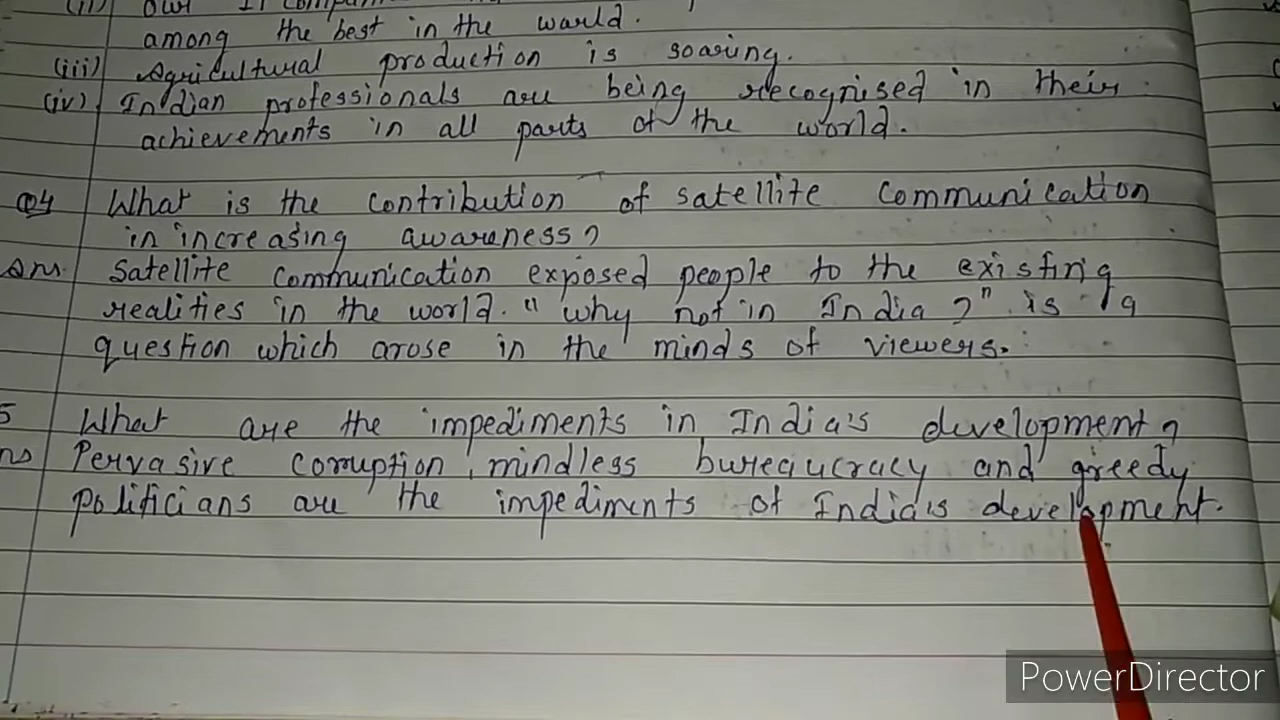 (ii) Our IT
among the best in the world.
(iii) Agricultural production is soaring.
(iv) Indian professionals are being recognised in their
achievements in all parts of the world.
Q4 What is the contribution of satellite communication
in increasing awareness?
Ans. Satellite communication exposed people to the existing
realities in the world. "why not in India?" is a
question which arose in the minds of viewers.
5 What are the impediments in India's development?
ns Pervasive corruption, mindless bureaucracy and greedy
politicians are the impediments of India's development.
PowerDirector